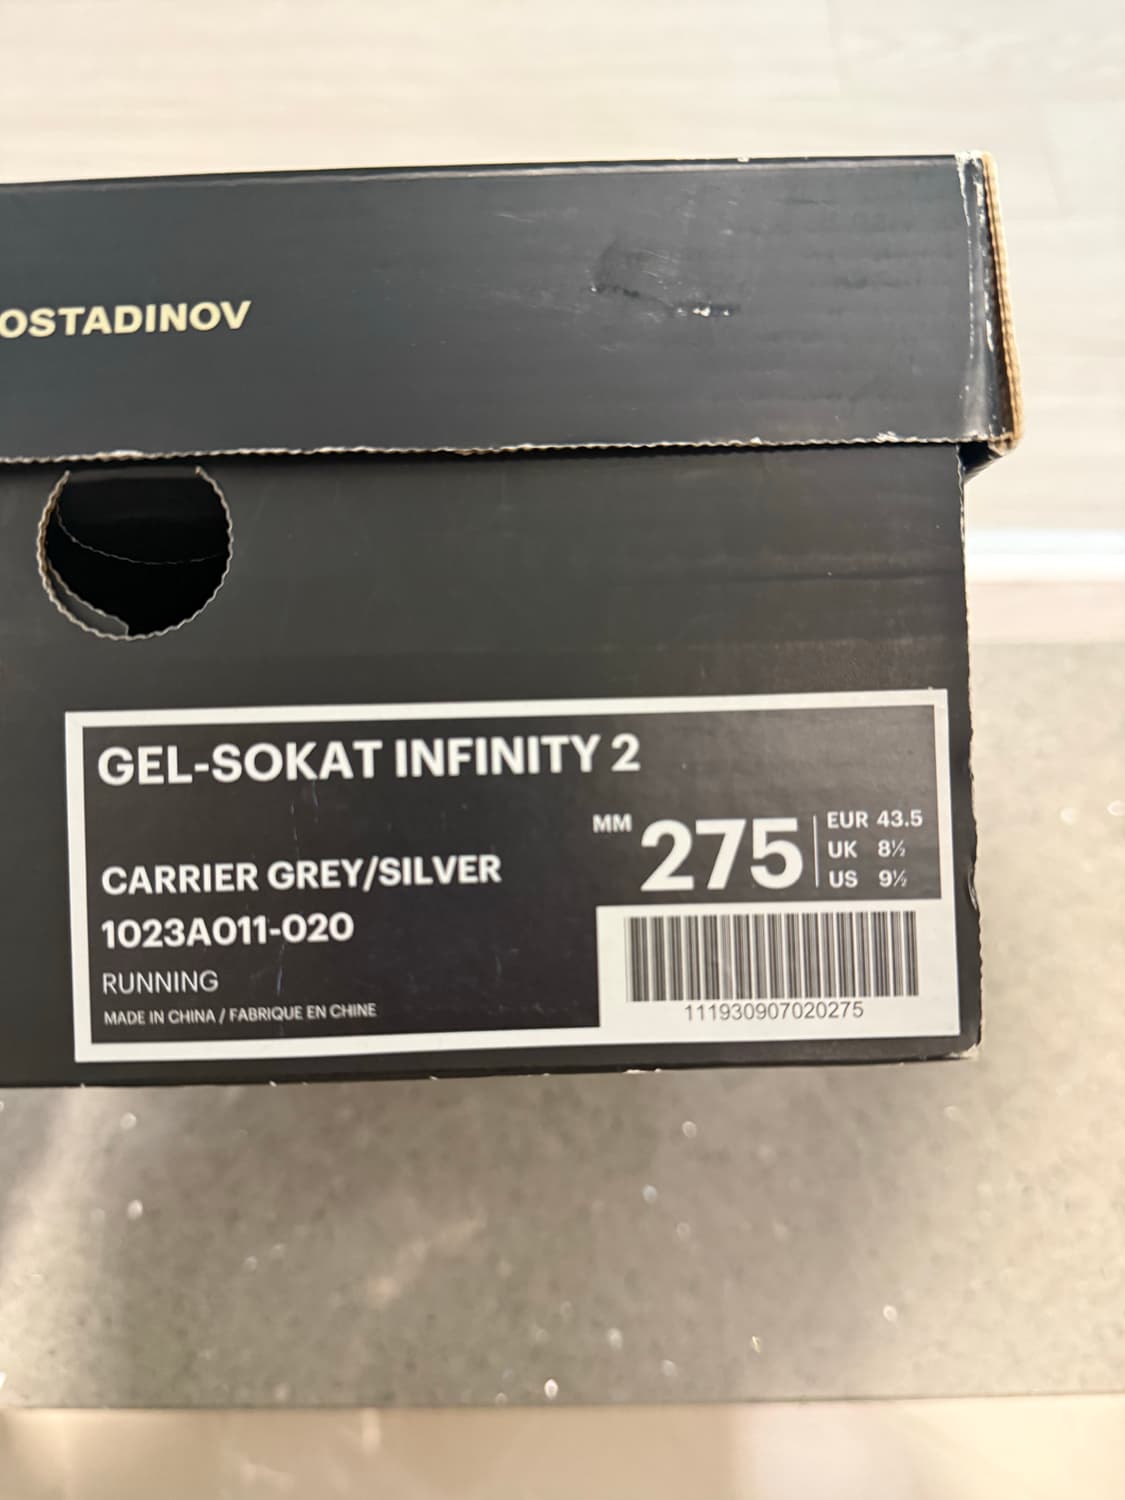 OSTADINOV
GEL-SOKAT INFINITY 2
MM 275
EUR 43.5
UK 8½
US 9½
CARRIER GREY/SILVER
1023A011-020
RUNNING
MADE IN CHINA / FABRIQUE EN CHINE
111930907020275